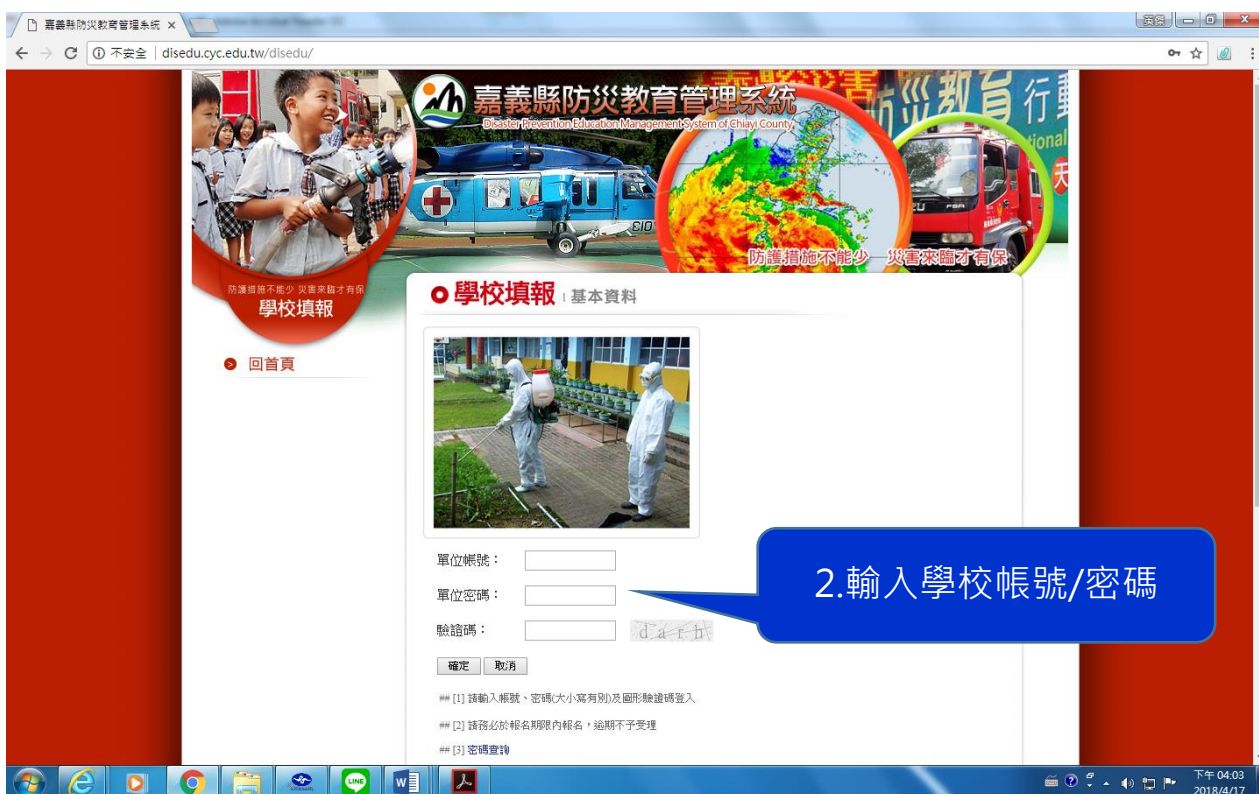 嘉義縣防災教育管理系統 ×
英傑
不安全 | disedu.cyc.edu.tw/disedu/
嘉義縣防災教育管理系統
Disaster Prevention Education Management System of Chiayi County
防災教育 行動
tional
天
C10
防護措施不能少 災害來臨才有保
防護措施不能少 災害來臨才有保
學校填報
學校填報 | 基本資料
回首頁
單位帳號：
單位密碼：
2.輸入學校帳號/密碼
驗證碼：
d a r h
確定 取消
## [1] 請輸入帳號、密碼(大小寫有別)及圖形驗證碼登入
## [2] 請務必於報名期限內報名，逾期不予受理
## [3] 密碼查詢
LINE
下午 04:03
2018/4/17